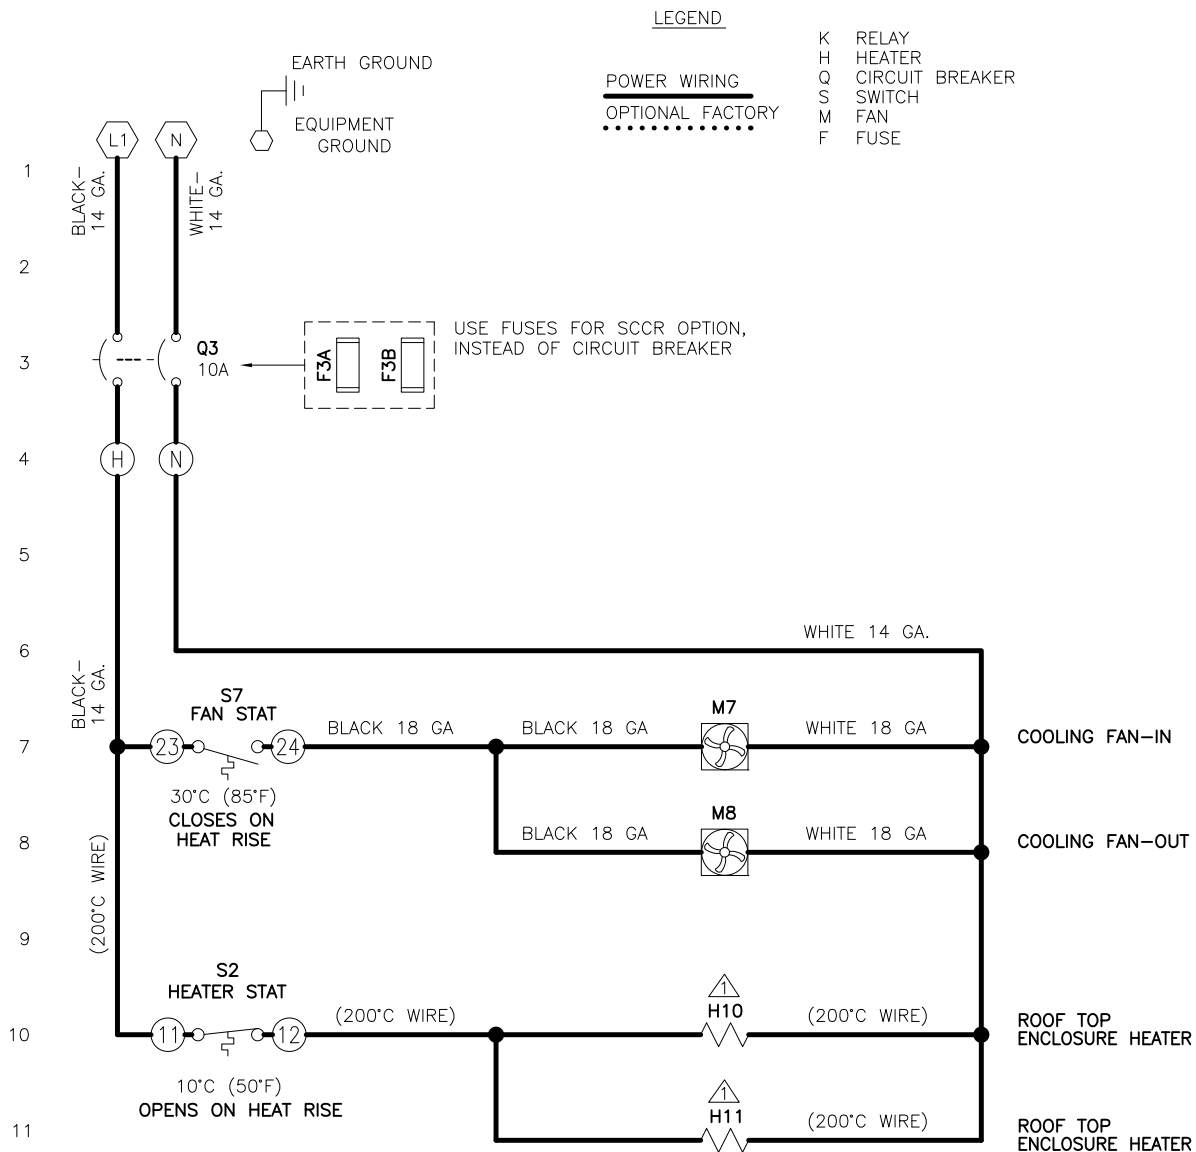 LEGEND
K RELAY
H HEATER
Q CIRCUIT BREAKER
S SWITCH
M FAN
F FUSE
POWER WIRING
OPTIONAL FACTORY
EARTH GROUND
EQUIPMENT
GROUND
L1
N
1
BLACK-
14 GA.
WHITE-
14 GA.
2
3
Q3
10A
F3A
F3B
USE FUSES FOR SCCR OPTION,
INSTEAD OF CIRCUIT BREAKER
4
H
N
5
6
WHITE 14 GA.
BLACK-
14 GA.
S7
FAN STAT
7
23
24
BLACK 18 GA
BLACK 18 GA
M7
WHITE 18 GA
COOLING FAN-IN
30°C (85°F)
CLOSES ON
HEAT RISE
8
BLACK 18 GA
M8
WHITE 18 GA
COOLING FAN-OUT
(200°C WIRE)
9
S2
HEATER STAT
10
11
12
(200°C WIRE)
1
H10
(200°C WIRE)
ROOF TOP
ENCLOSURE HEATER
10°C (50°F)
OPENS ON HEAT RISE
11
1
H11
(200°C WIRE)
ROOF TOP
ENCLOSURE HEATER